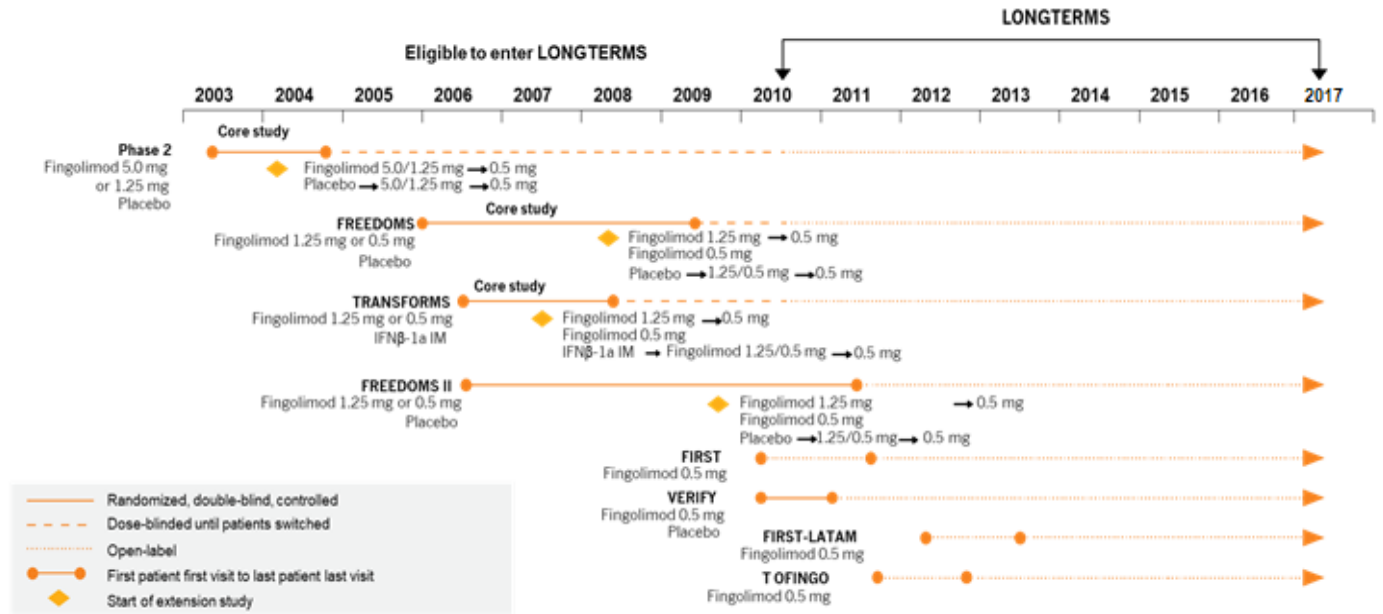 LONGTERMS
Eligible to enter LONGTERMS
2003 2004 2005 2006 2007 2008 2009 2010 2011 2012 2013 2014 2015 2016 2017
Core study
Phase 2
Fingolimod 5.0 mg
or 1.25 mg
Placebo
Fingolimod 5.0/1.25 mg → 0.5 mg
Placebo → 5.0/1.25 mg → 0.5 mg
Core study
FREEDOMS
Fingolimod 1.25 mg or 0.5 mg
Placebo
Fingolimod 1.25 mg → 0.5 mg
Fingolimod 0.5 mg
Placebo → 1.25/0.5 mg → 0.5 mg
Core study
TRANSFORMS
Fingolimod 1.25 mg or 0.5 mg
IFNβ-1a IM
Fingolimod 1.25 mg → 0.5 mg
Fingolimod 0.5 mg
IFNβ-1a IM → Fingolimod 1.25/0.5 mg → 0.5 mg
FREEDOMS II
Fingolimod 1.25 mg or 0.5 mg
Placebo
Fingolimod 1.25 mg → 0.5 mg
Fingolimod 0.5 mg
Placebo → 1.25/0.5 mg → 0.5 mg
FIRST
Fingolimod 0.5 mg
VERIFY
Fingolimod 0.5 mg
Placebo
FIRST-LATAM
Fingolimod 0.5 mg
T OFINGO
Fingolimod 0.5 mg
Randomized, double-blind, controlled
Dose-blinded until patients switched
Open-label
First patient first visit to last patient last visit
Start of extension study